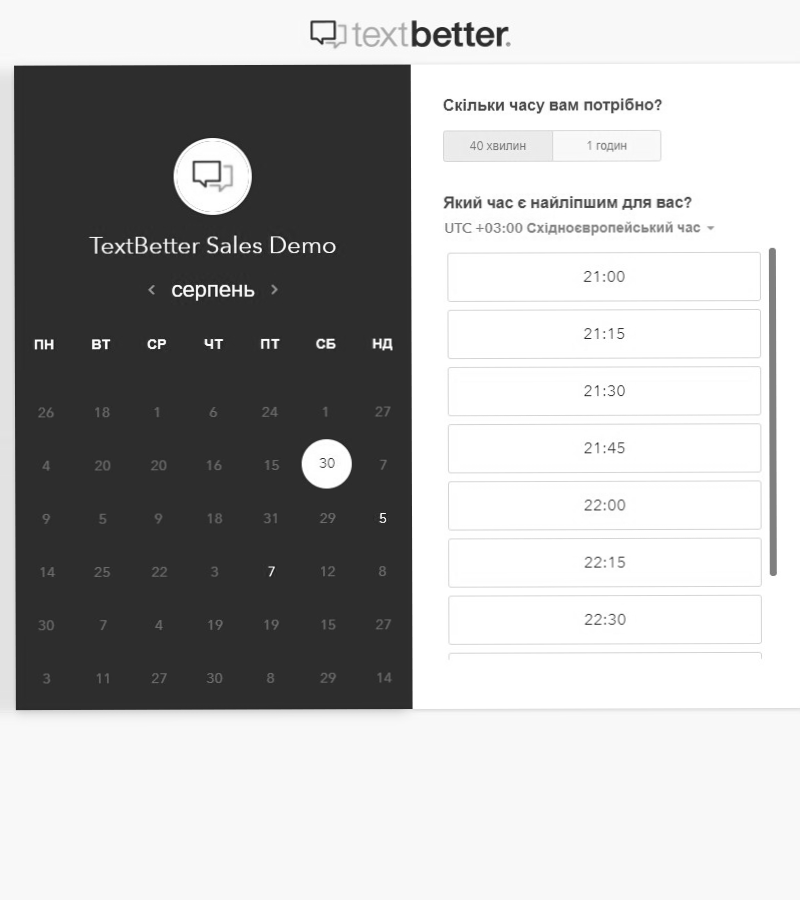 textbetter.
TextBetter Sales Demo
серпень
ПН ВТ СР ЧТ ПТ СБ НД
26 18 1 6 24 1 27
4 20 20 16 15 30 7
9 5 9 18 31 29 5
14 25 22 3 7 12 8
30 7 4 19 19 15 27
3 11 27 30 8 29 14
Скільки часу вам потрібно?
40 хвилин 1 годин
Який час є найліпшим для вас?
UTC +03:00 Східноєвропейський час
21:00
21:15
21:30
21:45
22:00
22:15
22:30